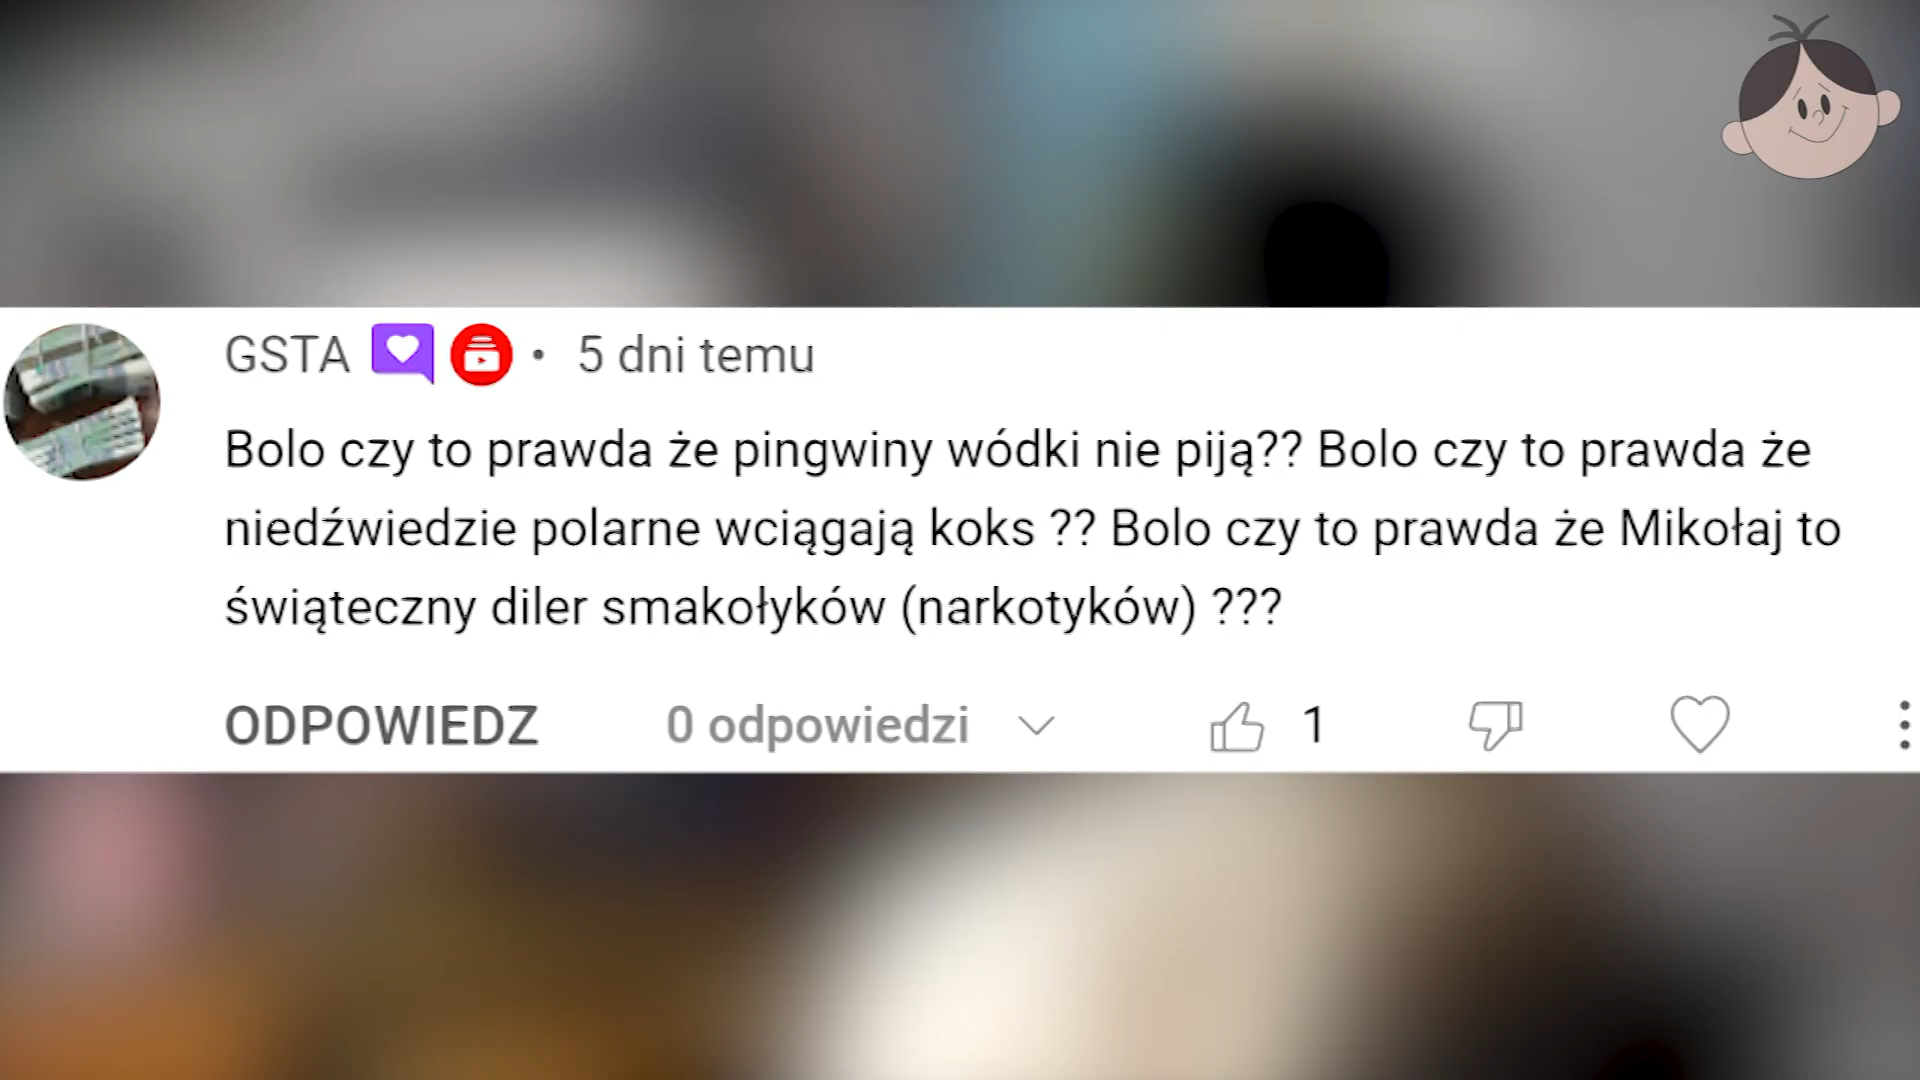 GSTA • 5 dni temu
Bolo czy to prawda że pingwiny wódki nie piją?? Bolo czy to prawda że
niedźwiedzie polarne wciągają koks ?? Bolo czy to prawda że Mikołaj to
świąteczny diler smakołyków (narkotyków) ???
ODPOWIEDZ 0 odpowiedzi 1